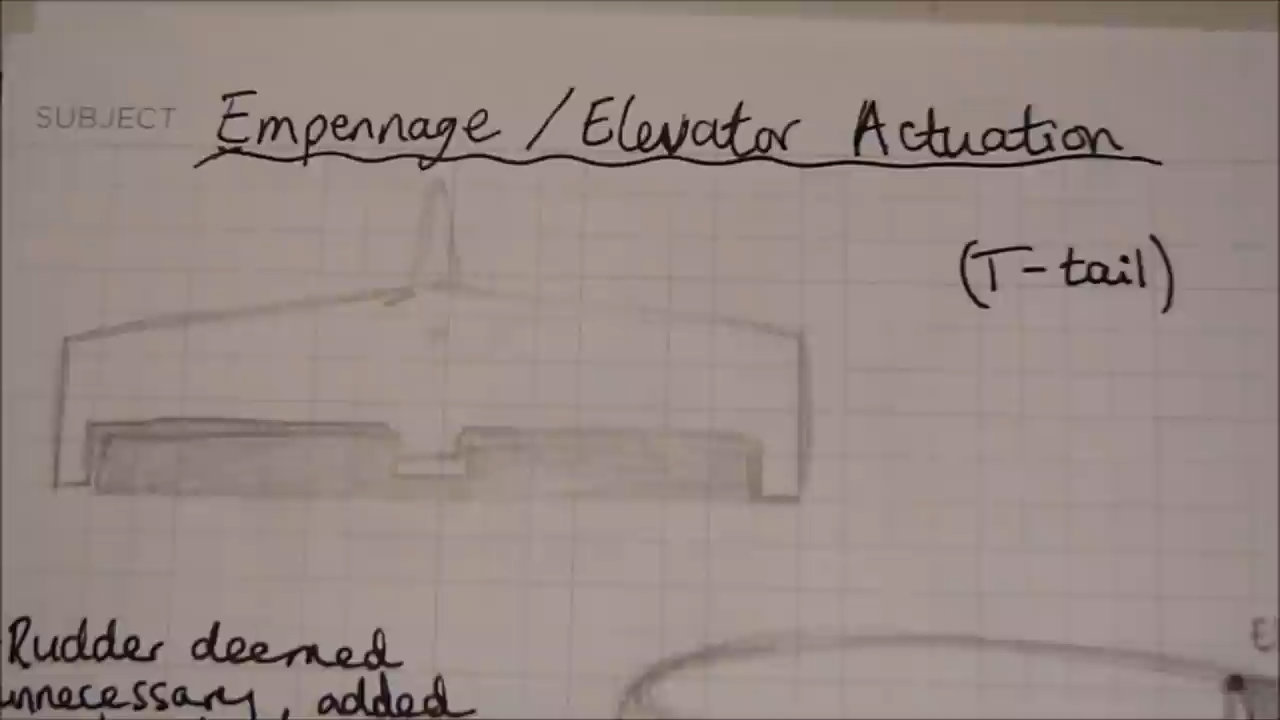 SUBJECT Empennage / Elevator Actuation
(T-tail)
Rudder deemed
unnecessary, added